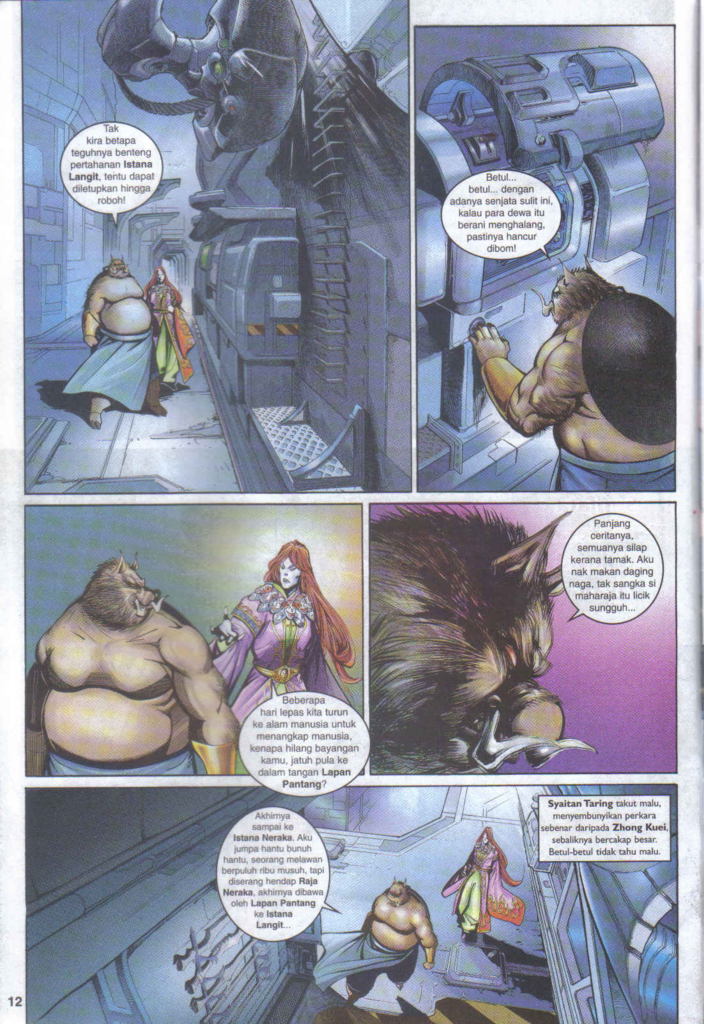 Tak
kira betapa
teguhnya benteng
pertahanan Istana
Langit, tentu dapat
diletupkan hingga
roboh!
Betul...
betul... dengan
adanya senjata sulit ini,
kalau para dewa itu
berani menghalang,
pastinya hancur
dibom!
Beberapa
hari lepas kita turun
ke alam manusia untuk
menangkap manusia,
kenapa hilang bayangan
kamu, jatuh pula ke
dalam tangan Lapan
Pantang?
Panjang
ceritanya,
semuanya silap
kerana tamak. Aku
nak makan daging
naga, tak sangka si
maharaja itu licik
sungguh...
Akhirnya
sampai ke
Istana Neraka. Aku
jumpa hantu bunuh
hantu, seorang melawan
berpuluh ribu musuh, tapi
diserang hendap Raja
Neraka, akhirnya dibawa
oleh Lapan Pantang
ke Istana
Langit...
Syaitan Taring takut malu,
menyembunyikan perkara
sebenar daripada Zhong Kuei,
sebaliknya bercakap besar.
Betul-betul tidak tahu malu.
12